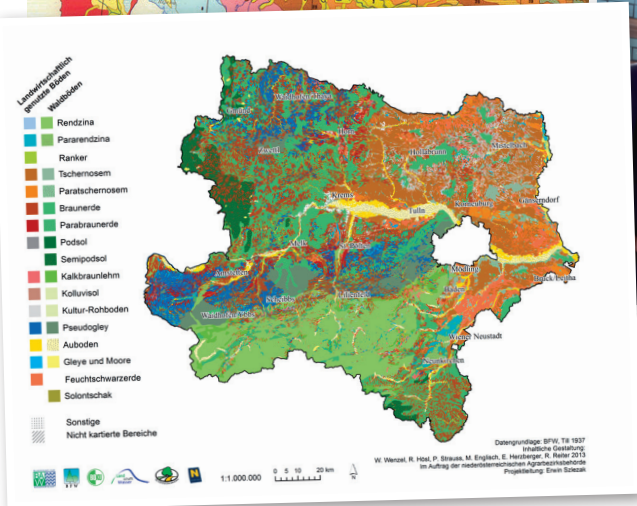 Landwirtschaftlich
genutzte Böden
Waldböden
Rendzina
Pararendzina
Ranker
Tschernosem
Paratschernosem
Braunerde
Parabraunerde
Podsol
Semipodsol
Kalkbraunlehm
Kolluvisol
Kultur-Rohboden
Pseudogley
Auboden
Gleye und Moore
Feuchtschwarzerde
Solontschak
Sonstige
Nicht kartierte Bereiche
Gmünd
Waidhofen/Thaya
Horn
Zwettl
Hollabrunn
Mistelbach
Krems
Tulln
Korneuburg
Gänserndorf
Melk
St. Pölten
Amstetten
Mödling
Bruck/Leitha
Baden
Scheibbs
Lilienfeld
Waidhofen/Ybbs
Wiener Neustadt
Neunkirchen
BFW
N
1:1.000.000
0 5 10 20 km
N
Datengrundlage: BFW, Till 1937
Inhaltliche Gestaltung:
W. Wenzel, R. Hösl, P. Strauss, M. Englisch, E. Herzberger, R. Reiter 2013
Im Auftrag der niederösterreichischen Agrarbezirksbehörde
Projektleitung: Erwin Szlezak